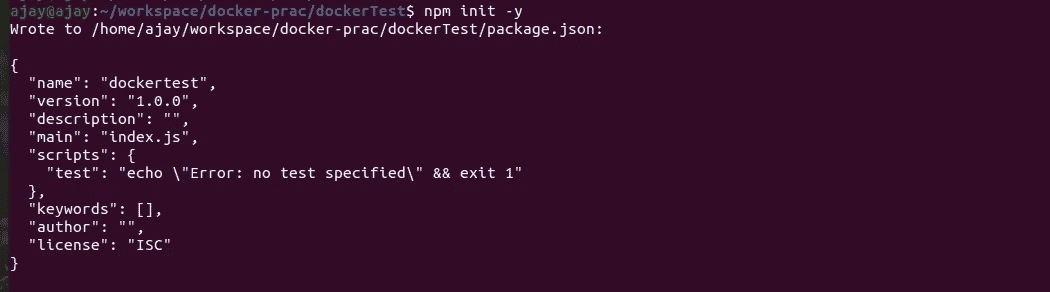 ajay@ajay:~/workspace/docker-prac/dockerTest$ npm init -y
Wrote to /home/ajay/workspace/docker-prac/dockerTest/package.json:
{
  "name": "dockertest",
  "version": "1.0.0",
  "description": "",
  "main": "index.js",
  "scripts": {
    "test": "echo \"Error: no test specified\" && exit 1"
  },
  "keywords": [],
  "author": "",
  "license": "ISC"
}